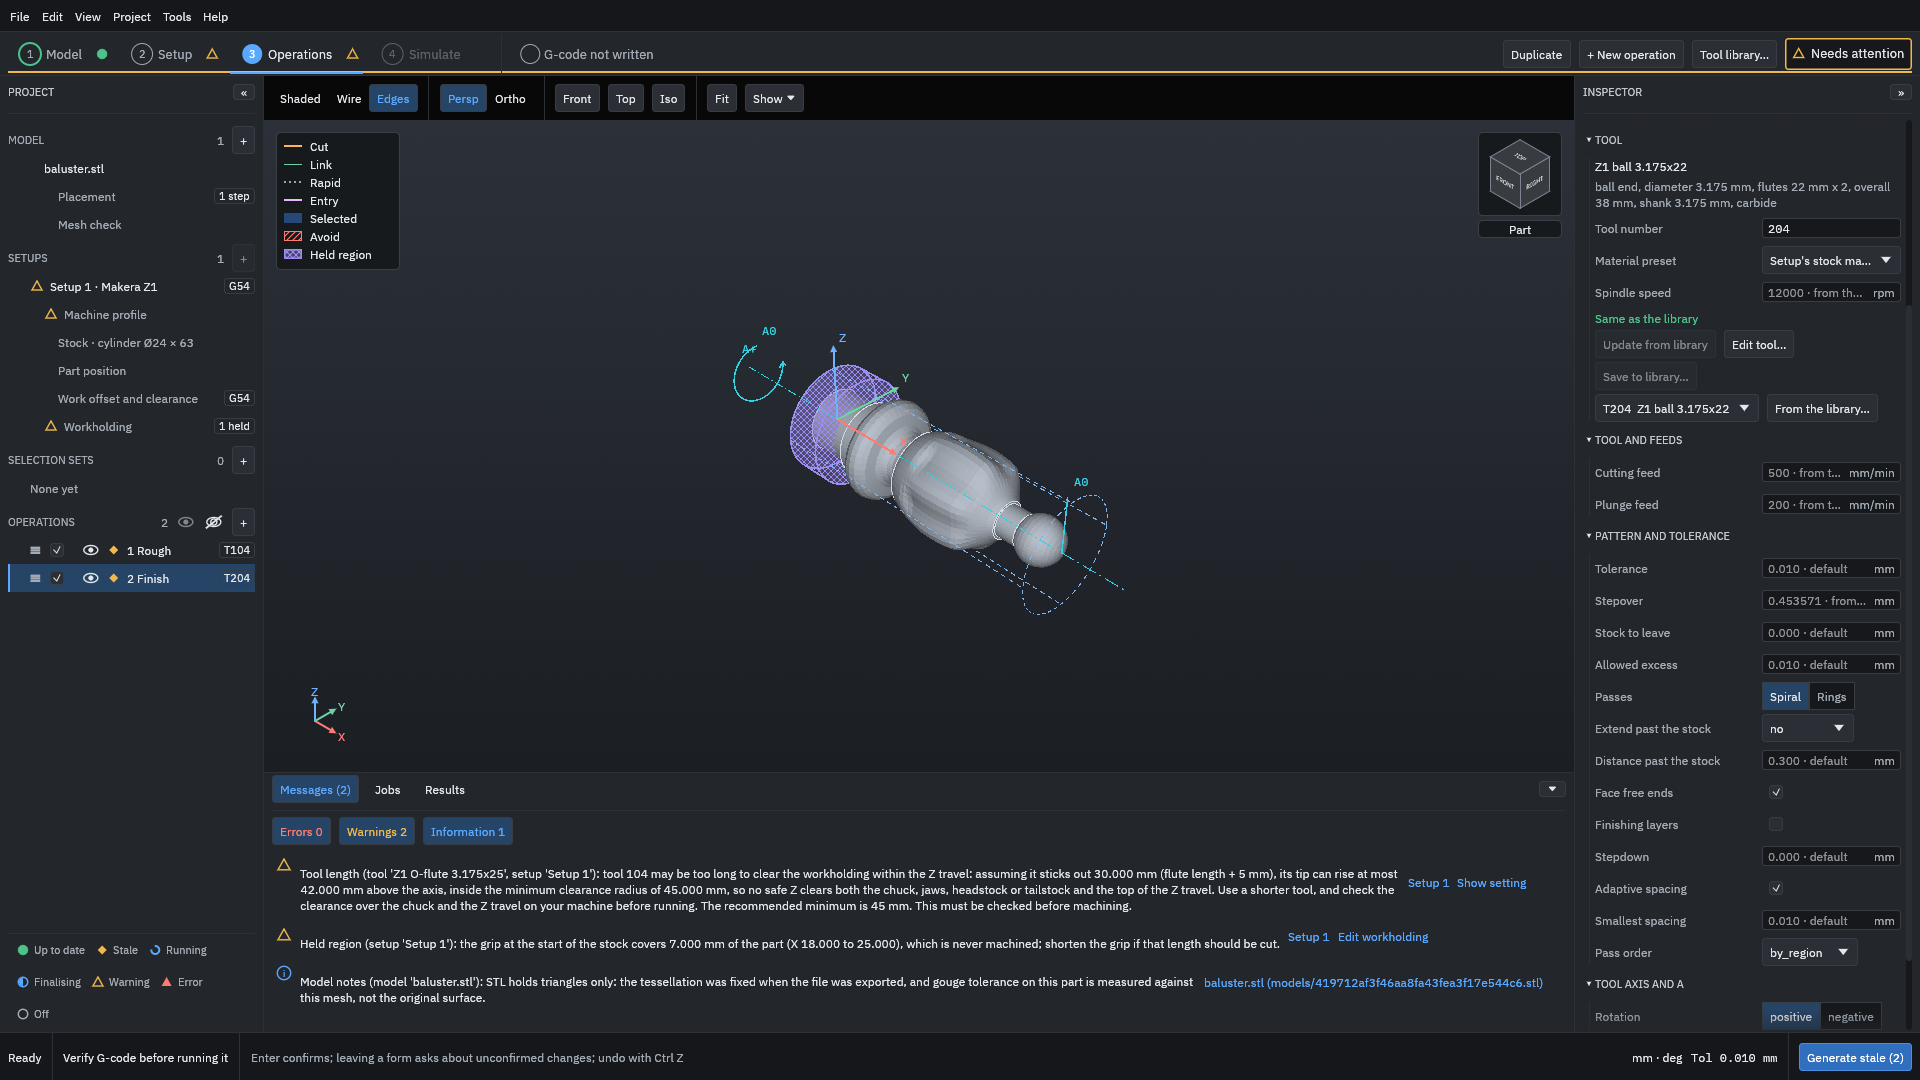 File Edit View Project Tools Help
1 Model 2 Setup 3 Operations 4 Simulate G-code not written Duplicate + New operation Tool library... Needs attention
PROJECT «
MODEL 1 +
baluster.stl
Placement 1 step
Mesh check
SETUPS 1 +
Setup 1 · Makera Z1 G54
Machine profile
Stock · cylinder Ø24 × 63
Part position
Work offset and clearance G54
Workholding 1 held
SELECTION SETS 0 +
None yet
OPERATIONS 2 +
1 Rough T104
2 Finish T204
Up to date Stale Running
Finalising Warning Error
Off
Shaded Wire Edges Persp Ortho Front Top Iso Fit Show
Cut
Link
Rapid
Entry
Selected
Avoid
Held region
TOP
FRONT RIGHT
Part
A0
A+
Z
Y
X
A0
Z
Y
X
Messages (2) Jobs Results
Errors 0 Warnings 2 Information 1
Tool length (tool 'Z1 O-flute 3.175x25', setup 'Setup 1'): tool 104 may be too long to clear the workholding within the Z travel: assuming it sticks out 30.000 mm (flute length + 5 mm), its tip can rise at most
42.000 mm above the axis, inside the minimum clearance radius of 45.000 mm, so no safe Z clears both the chuck, jaws, headstock or tailstock and the top of the Z travel. Use a shorter tool, and check the
clearance over the chuck and the Z travel on your machine before running. The recommended minimum is 45 mm. This must be checked before machining.
Setup 1 Show setting
Held region (setup 'Setup 1'): the grip at the start of the stock covers 7.000 mm of the part (X 18.000 to 25.000), which is never machined; shorten the grip if that length should be cut.
Setup 1 Edit workholding
Model notes (model 'baluster.stl'): STL holds triangles only: the tessellation was fixed when the file was exported, and gouge tolerance on this part is measured against
this mesh, not the original surface.
baluster.stl (models/419712af3f46aa8fa43fea3f17e544c6.stl)
INSPECTOR »
TOOL
Z1 ball 3.175x22
ball end, diameter 3.175 mm, flutes 22 mm x 2, overall
38 mm, shank 3.175 mm, carbide
Tool number 204
Material preset Setup's stock ma...
Spindle speed 12000 · from th... rpm
Same as the library
Update from library Edit tool...
Save to library...
T204 Z1 ball 3.175x22 From the library...
TOOL AND FEEDS
Cutting feed 500 · from t... mm/min
Plunge feed 200 · from t... mm/min
PATTERN AND TOLERANCE
Tolerance 0.010 · default mm
Stepover 0.453571 · from... mm
Stock to leave 0.000 · default mm
Allowed excess 0.010 · default mm
Passes Spiral Rings
Extend past the stock no
Distance past the stock 0.300 · default mm
Face free ends
Finishing layers
Stepdown 0.000 · default mm
Adaptive spacing
Smallest spacing 0.010 · default mm
Pass order by_region
TOOL AXIS AND A
Rotation positive negative
Ready Verify G-code before running it Enter confirms; leaving a form asks about unconfirmed changes; undo with Ctrl Z mm · deg Tol 0.010 mm Generate stale (2)